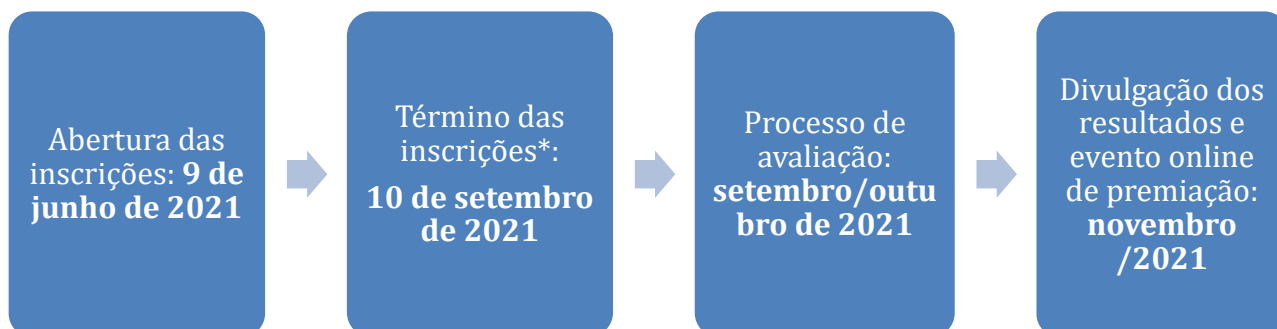 Abertura das
inscrições: 9 de
junho de 2021
Término das
inscrições*:
10 de setembro
de 2021
Processo de
avaliação:
setembro/outu
bro de 2021
Divulgação dos
resultados e
evento online
de premiação:
novembro
/2021